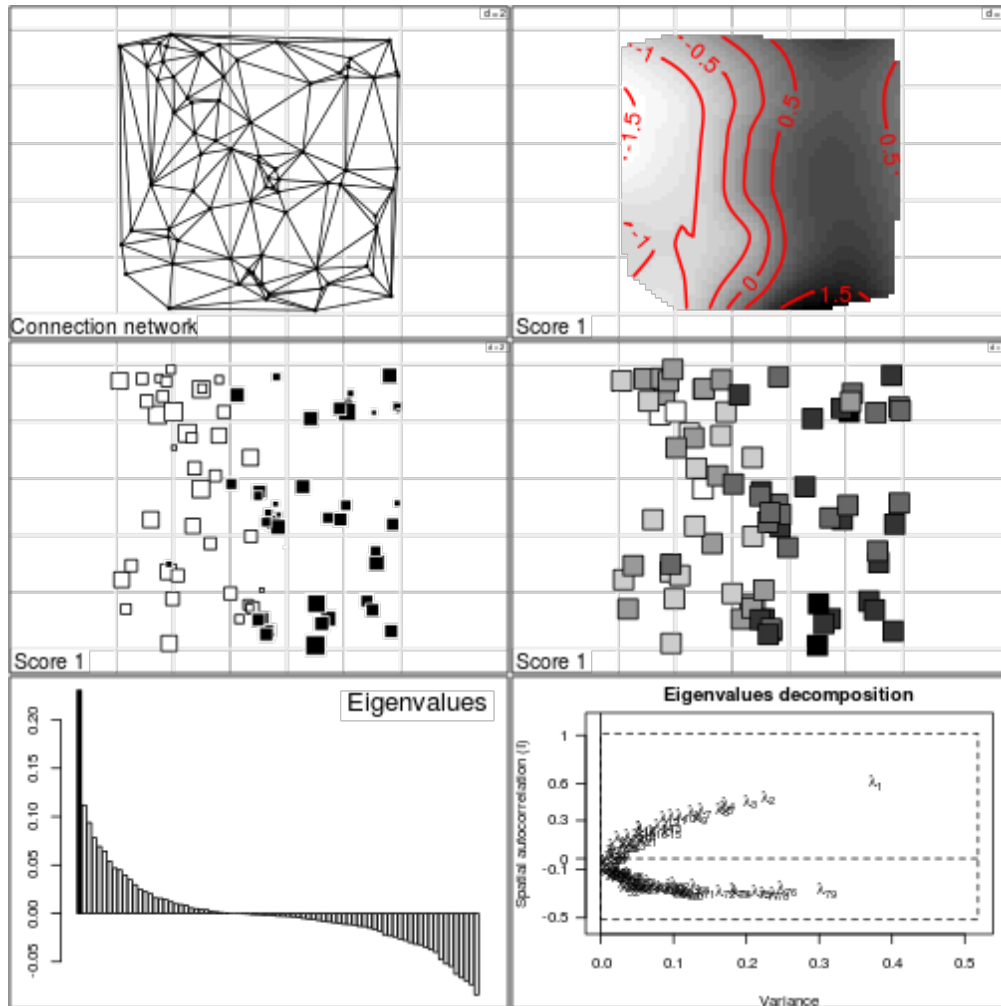 d = 2
Connection network
-1
-0.5
0.5
-1.5
0.5
-1
0
1.5
Score 1
d = 2
Score 1
Score 1
Eigenvalues
0.20
0.15
0.10
0.05
0.00
-0.05
Eigenvalues decomposition
Spatial autocorrelation (I)
1
0.6
0.3
0
-0.1
-0.5
λ1
λ2
λ3
λ79
0.0 0.1 0.2 0.3 0.4 0.5
Variance